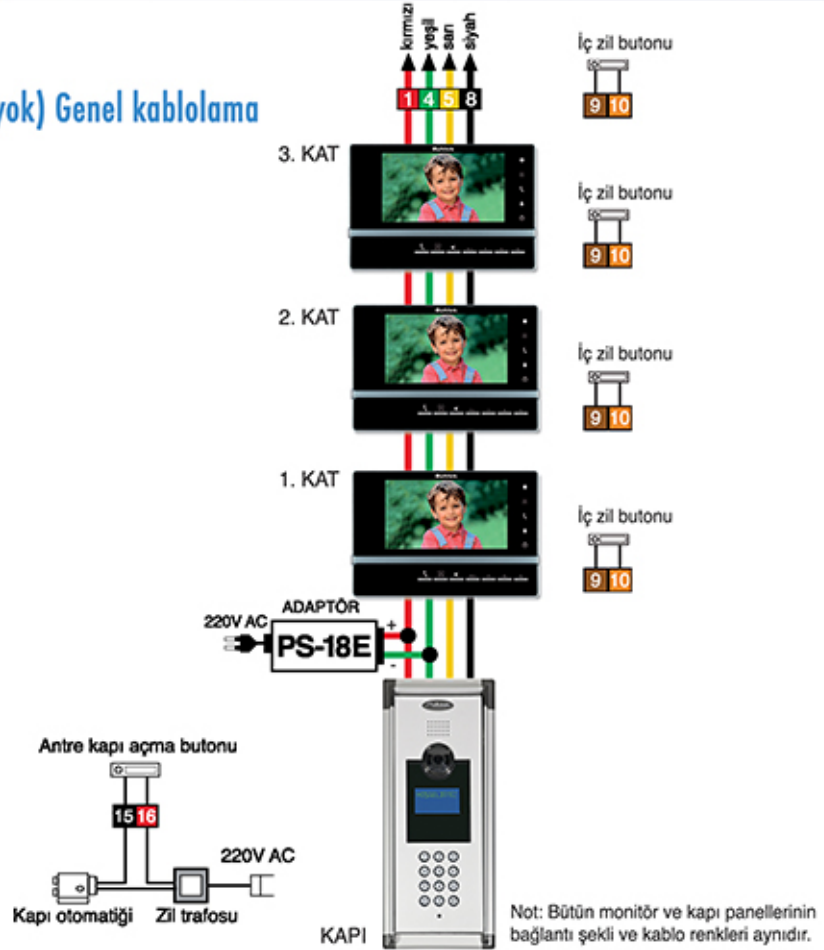 kırmızı
yeşil
sarı
siyah
1 4 5 8
yok) Genel kablolama
İç zil butonu
9 10
3. KAT
İç zil butonu
9 10
2. KAT
İç zil butonu
9 10
1. KAT
İç zil butonu
9 10
ADAPTÖR
220V AC
PS-18E
+
-
Antre kapı açma butonu
15 16
220V AC
Kapı otomatiği
Zil trafosu
KAPI
Not: Bütün monitör ve kapı panellerinin
bağlantı şekli ve kablo renkleri aynıdır.